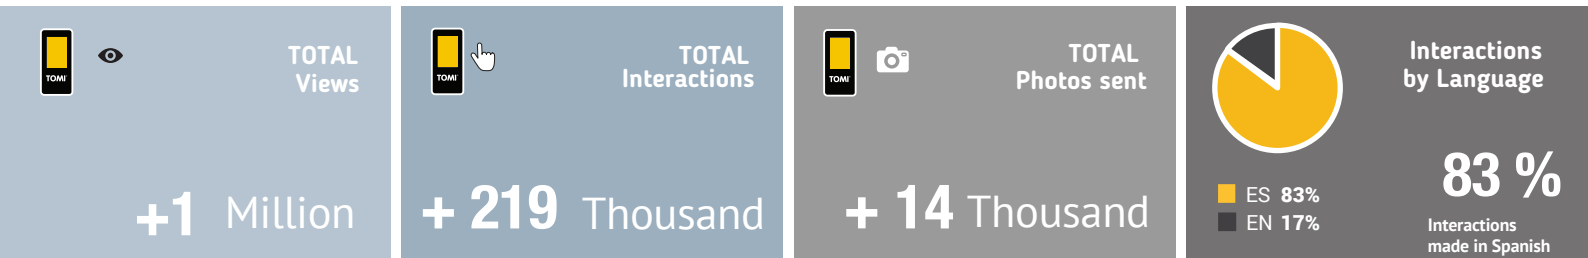 TOMI
TOTAL
Views
+1 Million
TOMI
TOTAL
Interactions
+ 219 Thousand
TOMI
TOTAL
Photos sent
+ 14 Thousand
Interactions
by Language
ES 83%
EN 17%
83 %
Interactions
made in Spanish